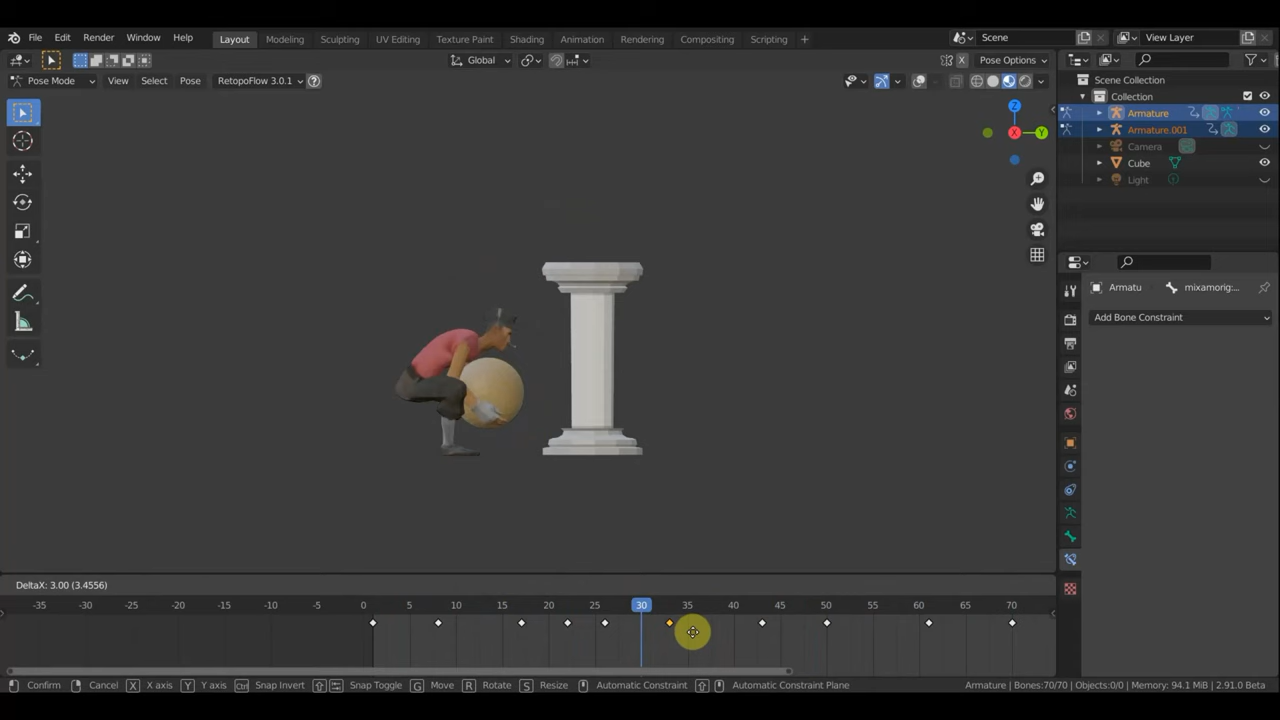 File Edit Render Window Help Layout Modeling Sculpting UV Editing Texture Paint Shading Animation Rendering Compositing Scripting + Scene View Layer
Global Pose Options
Pose Mode View Select Pose RetopoFlow 3.0.1
Scene Collection
Collection
Armature
Armature.001
Camera
Cube
Light
Z
X
Y
Armatu mixamorig:...
Add Bone Constraint
DeltaX: 3.00 (3.4556)
-35 -30 -25 -20 -15 -10 -5 0 5 10 15 20 25 30 35 40 45 50 55 60 65 70
Confirm Cancel X X axis Y Y axis Ctrl Snap Invert Snap Toggle G Move R Rotate S Resize Automatic Constraint Automatic Constraint Plane Armature | Bones:70/70 | Objects:0/0 | Memory: 94.1 MiB | 2.91.0 Beta